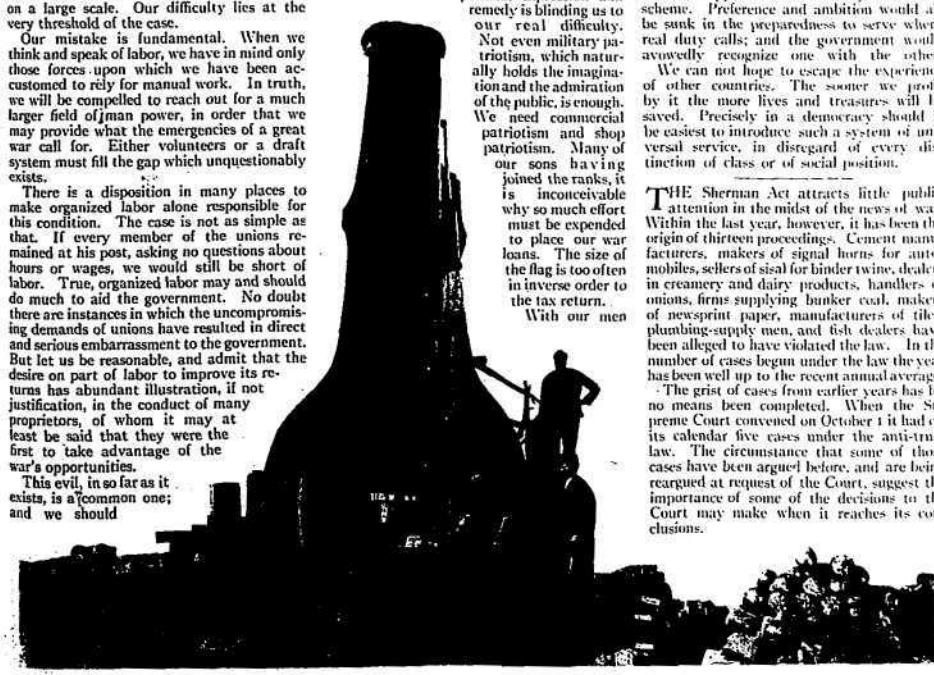 on a large scale. Our difficulty lies at the
very threshold of the case.
Our mistake is fundamental. When we
think and speak of labor, we have in mind only
those forces upon which we have been ac-
customed to rely for manual work. In truth,
we will be compelled to reach out for a much
larger field of man power, in order that we
may provide what the emergencies of a great
war call for. Either volunteers or a draft
system must fill the gap which unquestionably
exists.
There is a disposition in many places to
make organized labor alone responsible for
this condition. The case is not as simple as
that. If every member of the unions re-
mained at his post, asking no questions about
hours or wages, we would still be short of
labor. True, organized labor may and should
do much to aid the government. No doubt
there are instances in which the uncompromis-
ing demands of unions have resulted in direct
and serious embarrassment to the government.
But let us be reasonable, and admit that the
desire on part of labor to improve its re-
turns has abundant illustration, if not
justification, in the conduct of many
proprietors, of whom it may at
least be said that they were the
first to take advantage of the
war's opportunities.
This evil, in so far as it
exists, is a common one;
and we should
remedy is blinding us to
our real difficulty.
Not even military pa-
triotism, which natur-
ally holds the imagina-
tion and the admiration
of the public, is enough.
We need commercial
patriotism and shop
patriotism. Many of
our sons having
joined the ranks, it
is inconceivable
why so much effort
must be expended
to place our war
loans. The size of
the flag is too often
in inverse order to
the tax return.
With our men
scheme. Preference and ambition would a
be sunk in the preparedness to serve wher
real duty calls; and the government woul
avowedly recognize one with the othe
We can not hope to escape the experienc
of other countries. The sooner we prof
by it the more lives and treasures will b
saved. Precisely in a democracy should
be easiest to introduce such a system of un
versal service, in disregard of every dis
tinction of class or of social position.
THE Sherman Act attracts little publi
attention in the midst of the news of wa
Within the last year, however, it has been th
origin of thirteen proceedings. Cement manu
facturers, makers of signal horns for auto
mobiles, sellers of sisal for binder twine, deale
in creamery and dairy products, handlers o
onions, firms supplying bunker coal, make
of newsprint paper, manufacturers of tile
plumbing-supply men, and fish dealers hav
been alleged to have violated the law. In th
number of cases begun under the law the yea
has been well up to the recent annual averag
The grist of cases from earlier years has b
no means been completed. When the Su
preme Court convened on October 1 it had o
its calendar five cases under the anti-tru
law. The circumstance that some of thos
cases have been argued before, and are bein
reargued at request of the Court, suggest th
importance of some of the decisions to th
Court may make when it reaches its con
clusions.